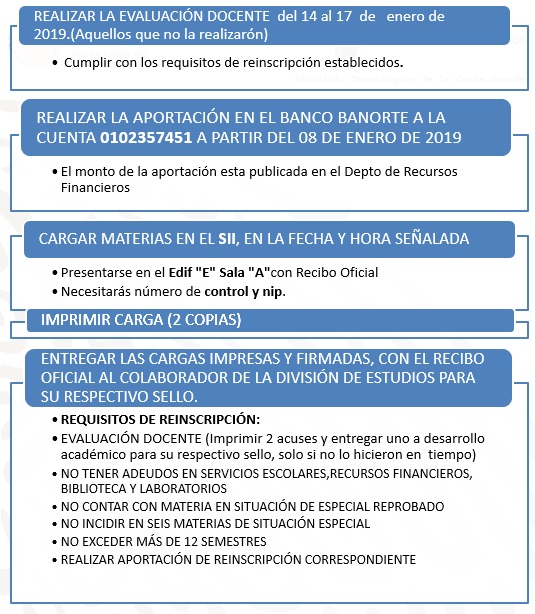 REALIZAR LA EVALUACIÓN DOCENTE del 14 al 17 de enero de
2019.(Aquellos que no la realizarón)
• Cumplir con los requisitos de reinscripción establecidos.
REALIZAR LA APORTACIÓN EN EL BANCO BANORTE A LA
CUENTA 0102357451 A PARTIR DEL 08 DE ENERO DE 2019
• El monto de la aportación esta publicada en el Depto de Recursos
Financieros
CARGAR MATERIAS EN EL SII, EN LA FECHA Y HORA SEÑALADA
• Presentarse en el Edif "E" Sala "A"con Recibo Oficial
• Necesitarás número de control y nip.
IMPRIMIR CARGA (2 COPIAS)
ENTREGAR LAS CARGAS IMPRESAS Y FIRMADAS, CON EL RECIBO
OFICIAL AL COLABORADOR DE LA DIVISIÓN DE ESTUDIOS PARA
SU RESPECTIVO SELLO.
• REQUISITOS DE REINSCRIPCIÓN:
• EVALUACIÓN DOCENTE (Imprimir 2 acuses y entregar uno a desarrollo
académico para su respectivo sello, solo si no lo hicieron en tiempo)
• NO TENER ADEUDOS EN SERVICIOS ESCOLARES,RECURSOS FINANCIEROS,
BIBLIOTECA Y LABORATORIOS
• NO CONTAR CON MATERIA EN SITUACIÓN DE ESPECIAL REPROBADO
• NO INCIDIR EN SEIS MATERIAS DE SITUACIÓN ESPECIAL
• NO EXCEDER MÁS DE 12 SEMESTRES
• REALIZAR APORTACIÓN DE REINSCRIPCIÓN CORRESPONDIENTE